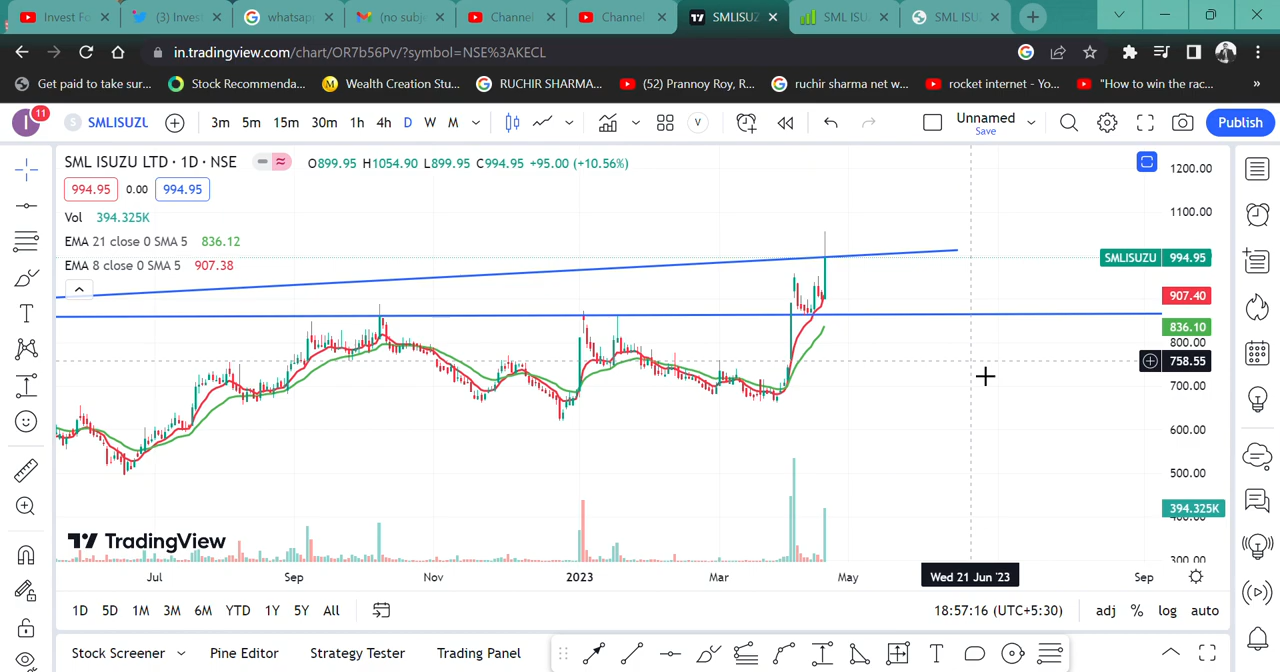 Invest Fo
(3) Invest
whatsap
(no subj
Channel
Channel
SMLISUZ
SML ISU
SML ISU
in.tradingview.com/chart/OR7b56Pv/?symbol=NSE%3AKECL
Get paid to take sur...
Stock Recommenda...
Wealth Creation Stu...
RUCHIR SHARMA...
(52) Prannoy Roy, R...
ruchir sharma net w...
rocket internet - Yo...
"How to win the rac...
»
I
11
S
SMLISUZU
3m 5m 15m 30m 1h 4h D W M
V
Unnamed
Save
Publish
SML ISUZU LTD · 1D · NSE
O899.95 H1054.90 L899.95 C994.95 +95.00 (+10.56%)
994.95 0.00 994.95
Vol 394.325K
EMA 21 close 0 SMA 5 836.12
EMA 8 close 0 SMA 5 907.38
1200.00
1100.00
SMLISUZU 994.95
907.40
836.10
800.00
758.55
700.00
600.00
500.00
394.325K
400.00
300.00
TradingView
Jul Sep Nov 2023 Mar May Wed 21 Jun '23 Sep
1D 5D 1M 3M 6M YTD 1Y 5Y All
18:57:16 (UTC+5:30) adj % log auto
Stock Screener Pine Editor Strategy Tester Trading Panel